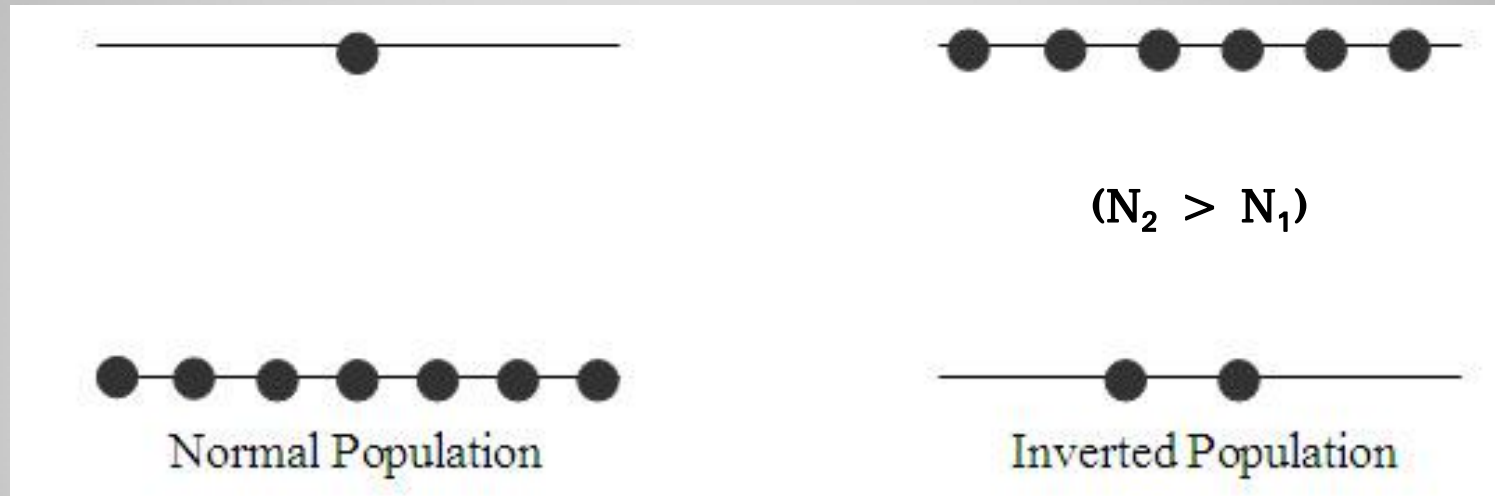 (N₂ > N₁)
Normal Population
Inverted Population